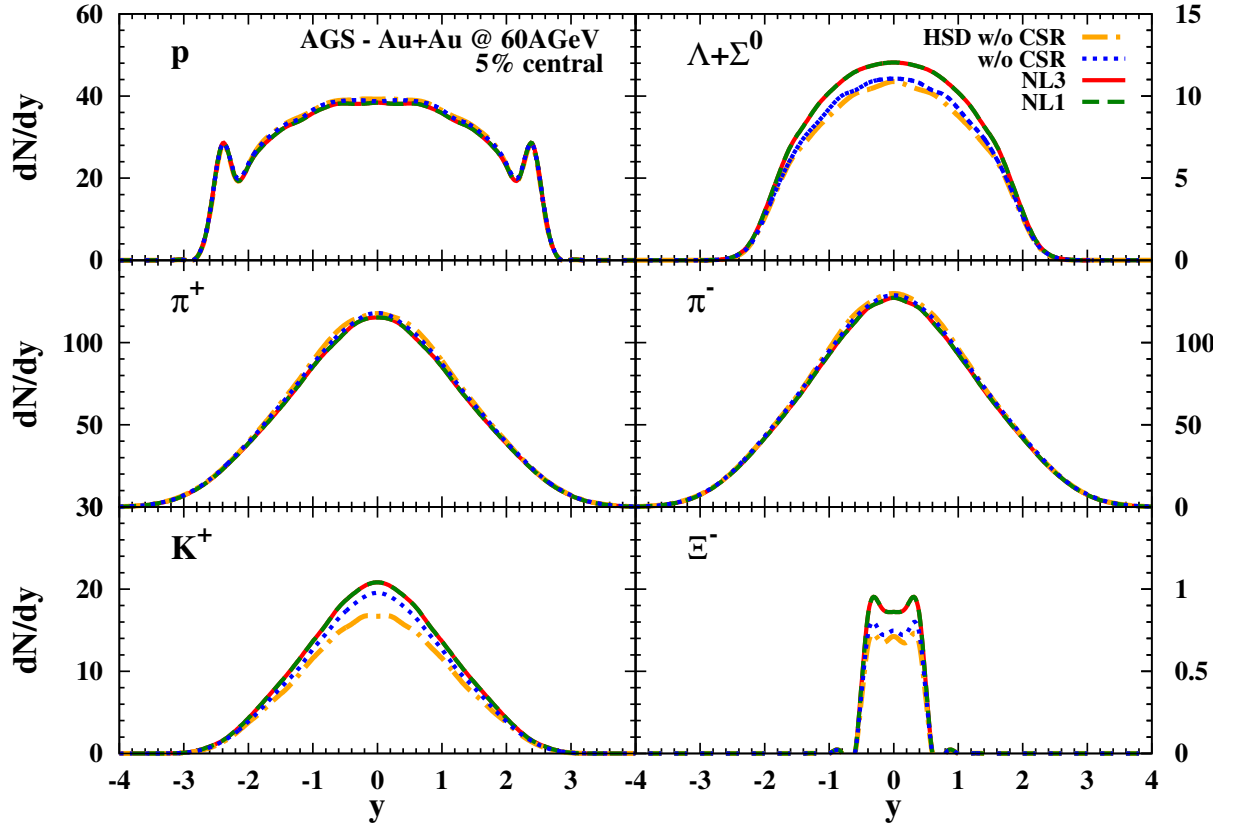 p
AGS - Au+Au @ 60AGeV
5% central
dN/dy
60
40
20
0
Λ+Σ⁰
HSD w/o CSR
w/o CSR
NL3
NL1
15
10
5
0
π⁺
dN/dy
100
50
0
π⁻
100
50
0
K⁺
dN/dy
30
20
10
0
-4 -3 -2 -1 0 1 2 3
y
Ξ⁻
1
0.5
0
-4 -3 -2 -1 0 1 2 3 4
y